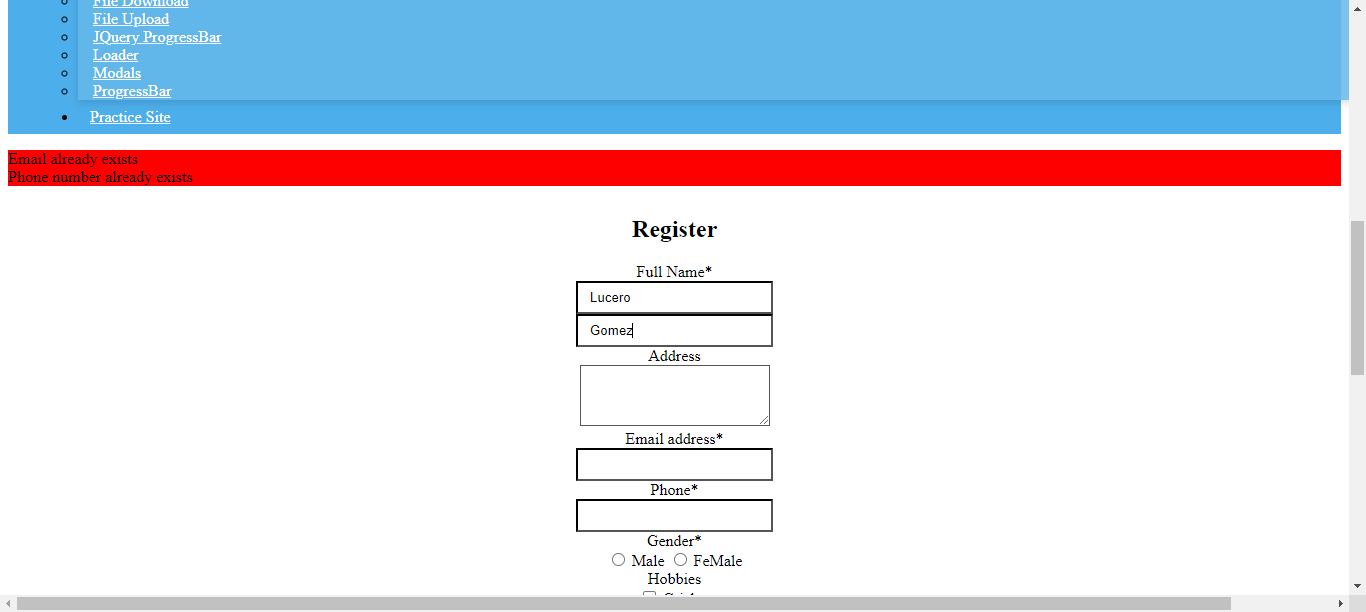 File Download
File Upload
JQuery ProgressBar
Loader
Modals
ProgressBar
Practice Site
Email already exists
Phone number already exists
Register
Full Name*
Lucero
Gomez
Address
Email address*
Phone*
Gender*
Male FeMale
Hobbies